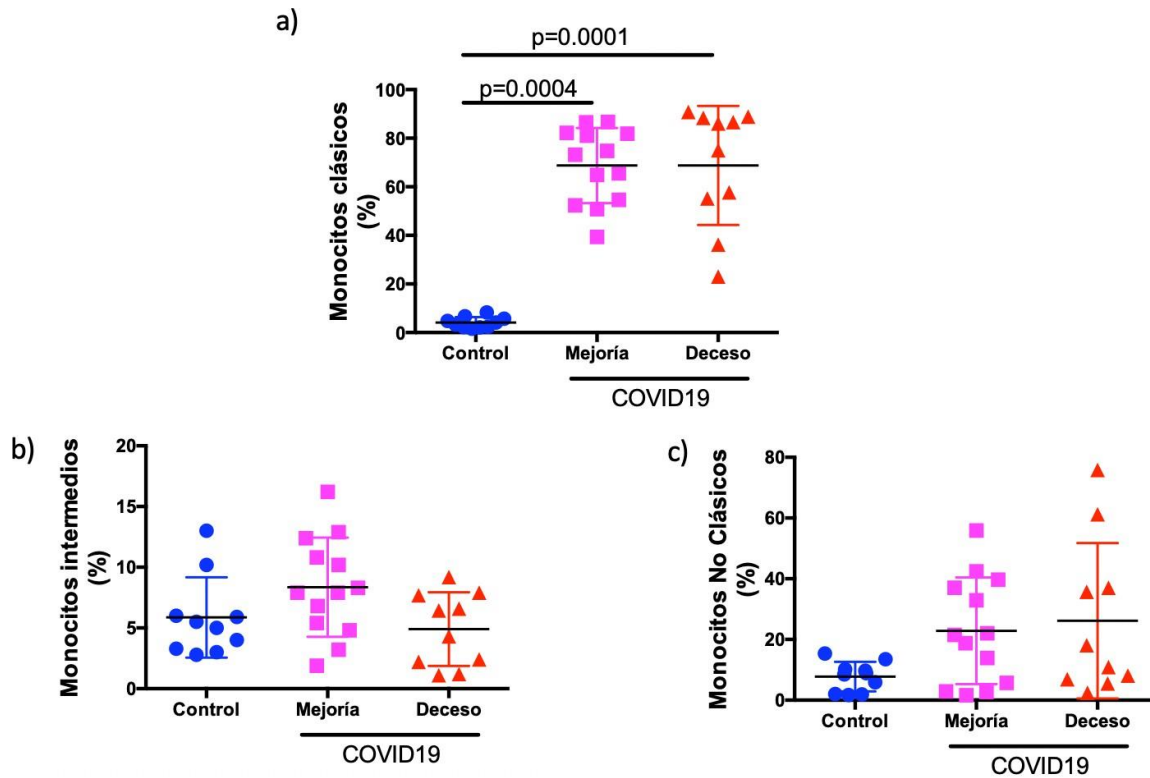 a)
p=0.0001
p=0.0004
Monocitos clásicos
(%)
100
80
60
40
20
0
Control
Mejoría
Deceso
COVID19
b)
Monocitos intermedios
(%)
20
15
10
5
0
Control
Mejoría
Deceso
COVID19
c)
Monocitos No Clásicos
(%)
80
60
40
20
0
Control
Mejoría
Deceso
COVID19